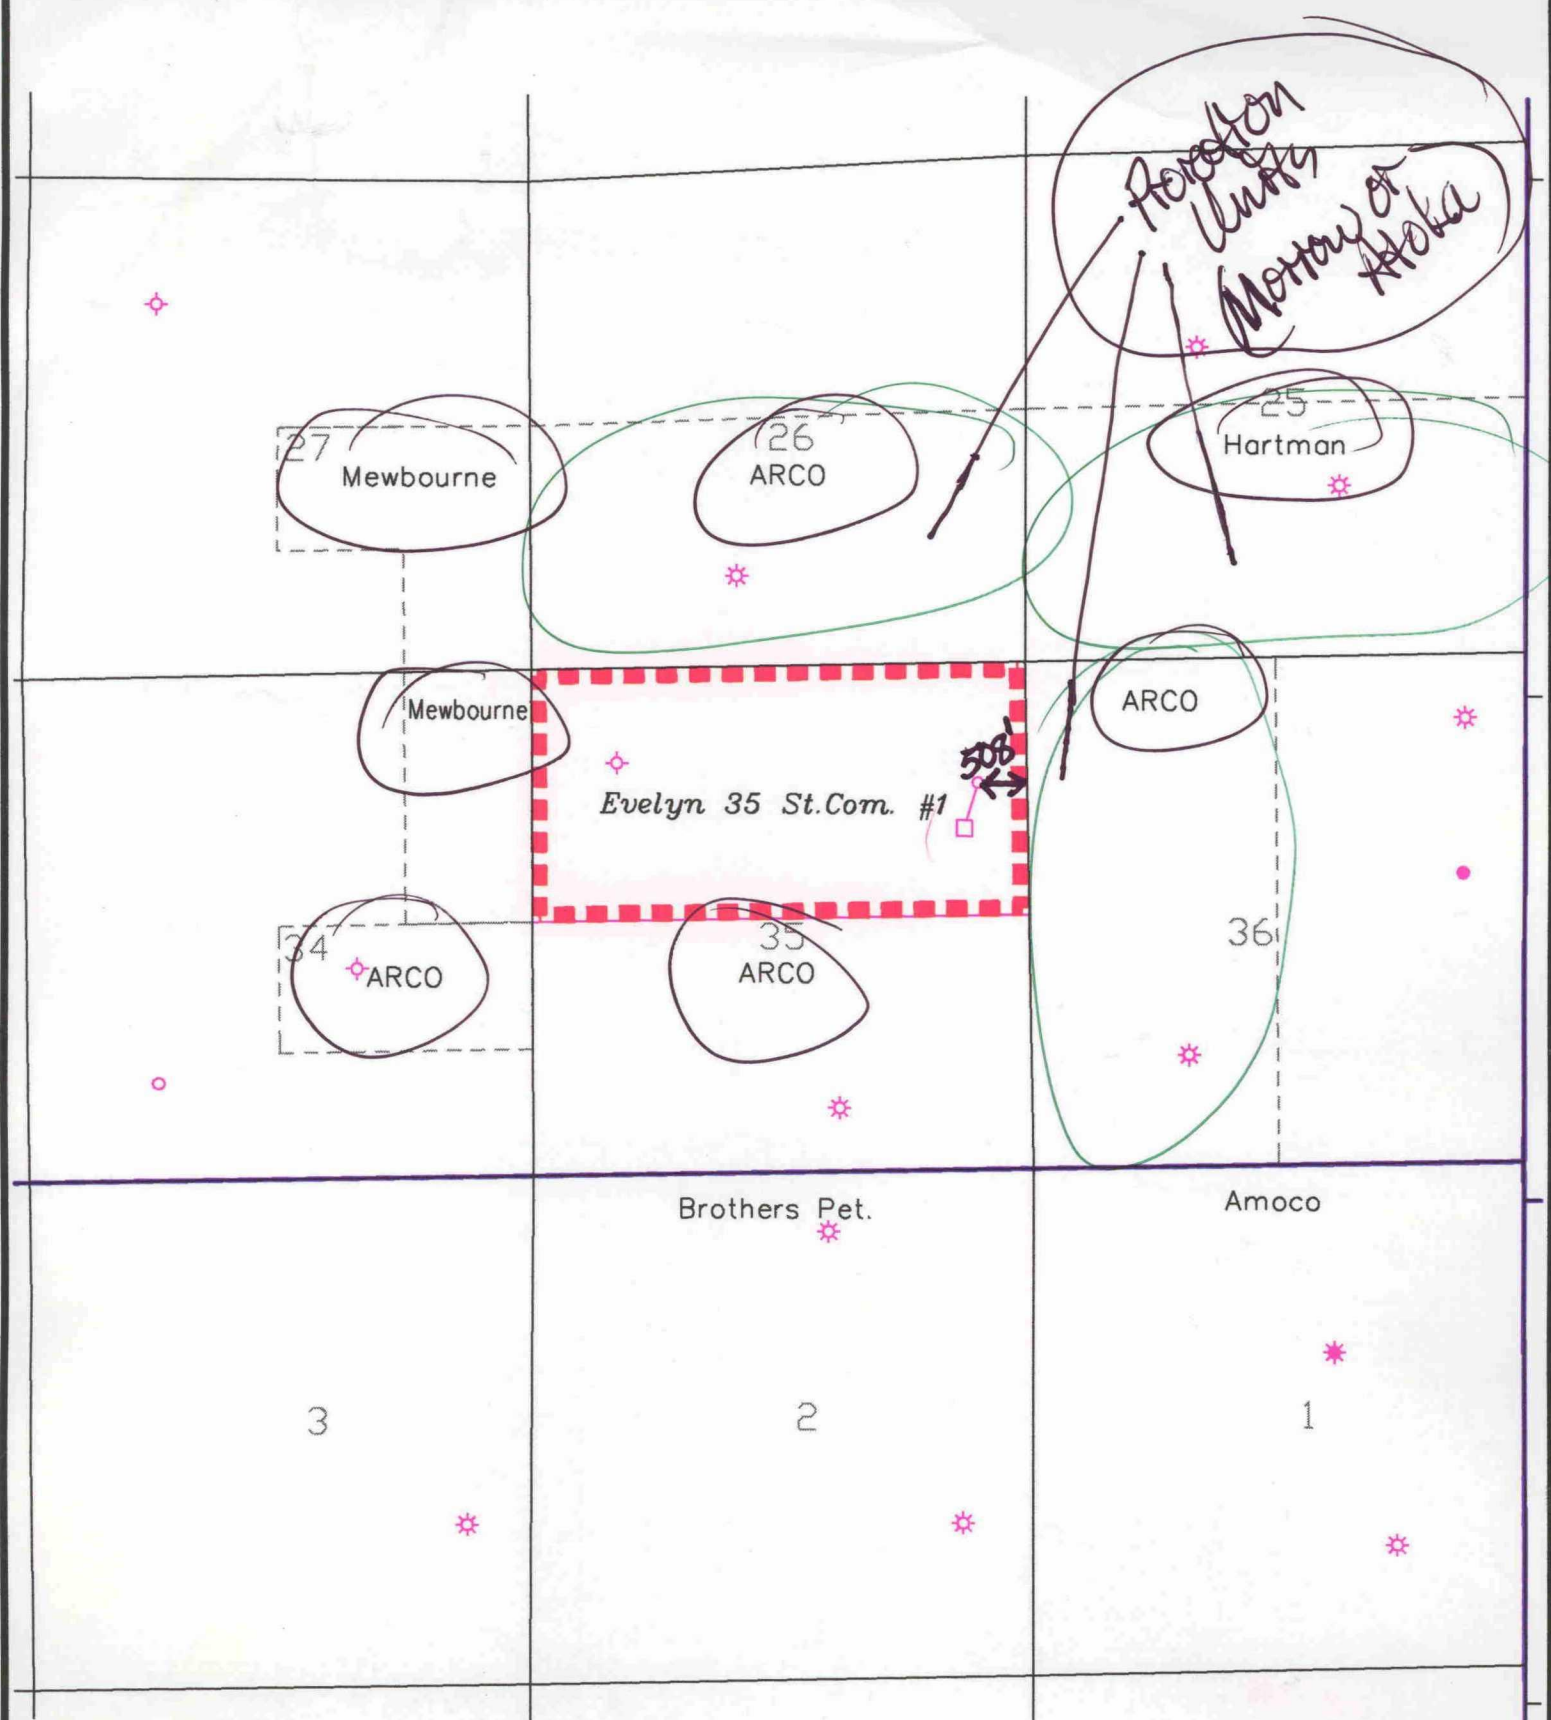 Proration
Units
Morrow or
Atoka
25
27
26
Hartman
Mewbourne
ARCO
ARCO
Mewbourne
508'
Evelyn 35 St.Com. #1
36
35
34
ARCO
ARCO
Brothers Pet.
Amoco
3
2
1